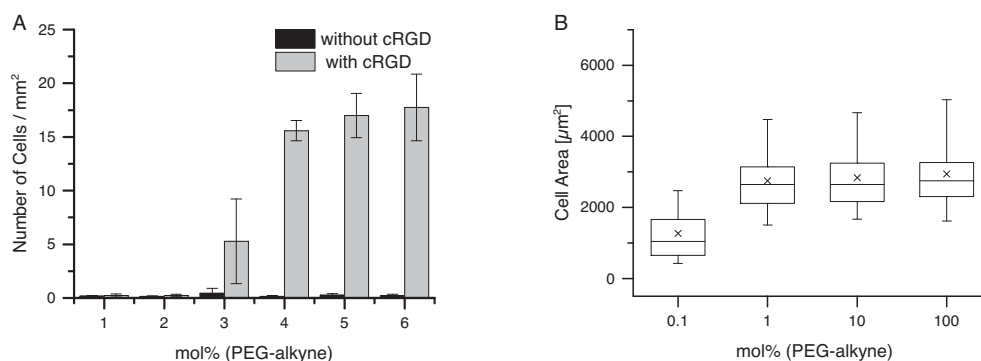 A
without cRGD
with cRGD
Number of Cells / mm²
25
20
15
10
5
0
1 2 3 4 5 6
mol% (PEG-alkyne)
B
Cell Area [µm²]
6000
4000
2000
0
0.1 1 10 100
mol% (PEG-alkyne)